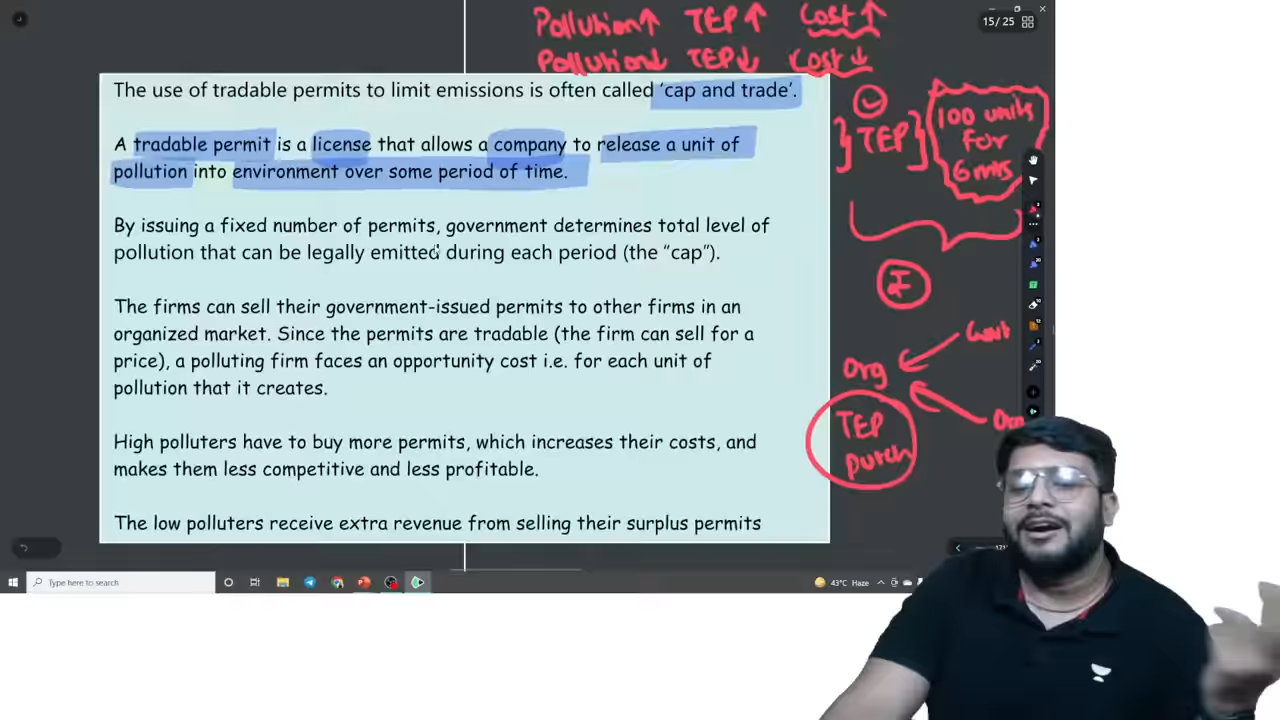 Pollution↑ TEP↑ Cost↑
Pollution↓ TEP↓ Cost↓
15/25
The use of tradable permits to limit emissions is often called ‘cap and trade’.
A tradable permit is a license that allows a company to release a unit of
pollution into environment over some period of time.
} TEP }
100 units
for
6 mts
By issuing a fixed number of permits, government determines total level of
pollution that can be legally emitted during each period (the “cap”).
I
The firms can sell their government-issued permits to other firms in an
organized market. Since the permits are tradable (the firm can sell for a
price), a polluting firm faces an opportunity cost i.e. for each unit of
pollution that it creates.
Govt
Org
TEP
purch
High polluters have to buy more permits, which increases their costs, and
makes them less competitive and less profitable.
The low polluters receive extra revenue from selling their surplus permits
Type here to search
43°C Haze